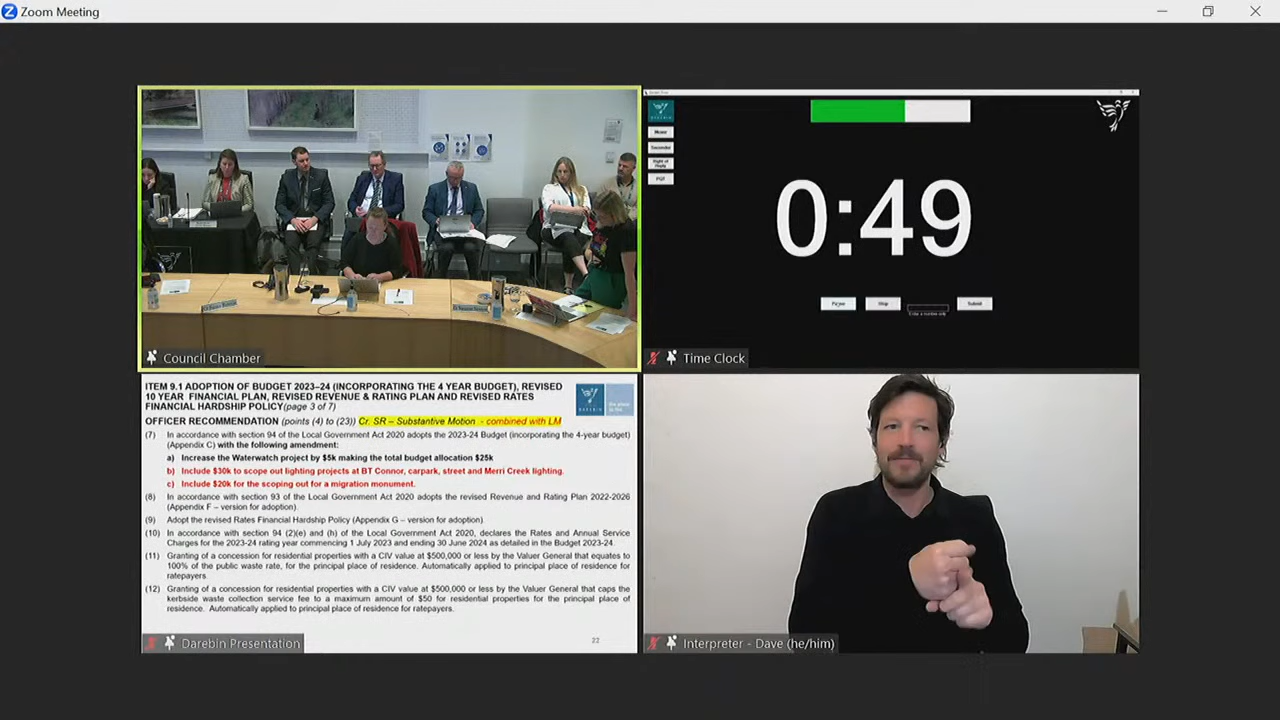 Zoom Meeting
Council Chamber
DAREBIN
Mover
Seconder
Right of Reply
0:49
Pause
Stop
Submit
Enter a number only
Time Clock
ITEM 9.1 ADOPTION OF BUDGET 2023–24 (INCORPORATING THE 4 YEAR BUDGET), REVISED
10 YEAR FINANCIAL PLAN, REVISED REVENUE & RATING PLAN AND REVISED RATES
FINANCIAL HARDSHIP POLICY(page 3 of 7)
DAREBIN
OFFICER RECOMMENDATION (points (4) to (23)) Cr. SR – Substantive Motion - combined with LM
(7) In accordance with section 94 of the Local Government Act 2020 adopts the 2023-24 Budget (incorporating the 4-year budget)
(Appendix C) with the following amendment:
a) Increase the Waterwatch project by $5k making the total budget allocation $25k
b) Include $30k to scope out lighting projects at BT Connor, carpark, street and Merri Creek lighting.
c) Include $20k for the scoping out for a migration monument.
(8) In accordance with section 93 of the Local Government Act 2020 adopts the revised Revenue and Rating Plan 2022-2026
(Appendix F – version for adoption).
(9) Adopt the revised Rates Financial Hardship Policy (Appendix G – version for adoption)
(10) In accordance with section 94 (2)(e) and (h) of the Local Government Act 2020, declares the Rates and Annual Service
Charges for the 2023-24 rating year commencing 1 July 2023 and ending 30 June 2024 as detailed in the Budget 2023-24
(11) Granting of a concession for residential properties with a CIV value at $500,000 or less by the Valuer General that equates to
100% of the public waste rate, for the principal place of residence. Automatically applied to principal place of residence for
ratepayers
(12) Granting of a concession for residential properties with a CIV value at $500,000 or less by the Valuer General that caps the
kerbside waste collection service fee to a maximum amount of $50 for residential properties for the principal place of
residence. Automatically applied to principal place of residence for ratepayers.
22
Darebin Presentation
Interpreter - Dave (he/him)